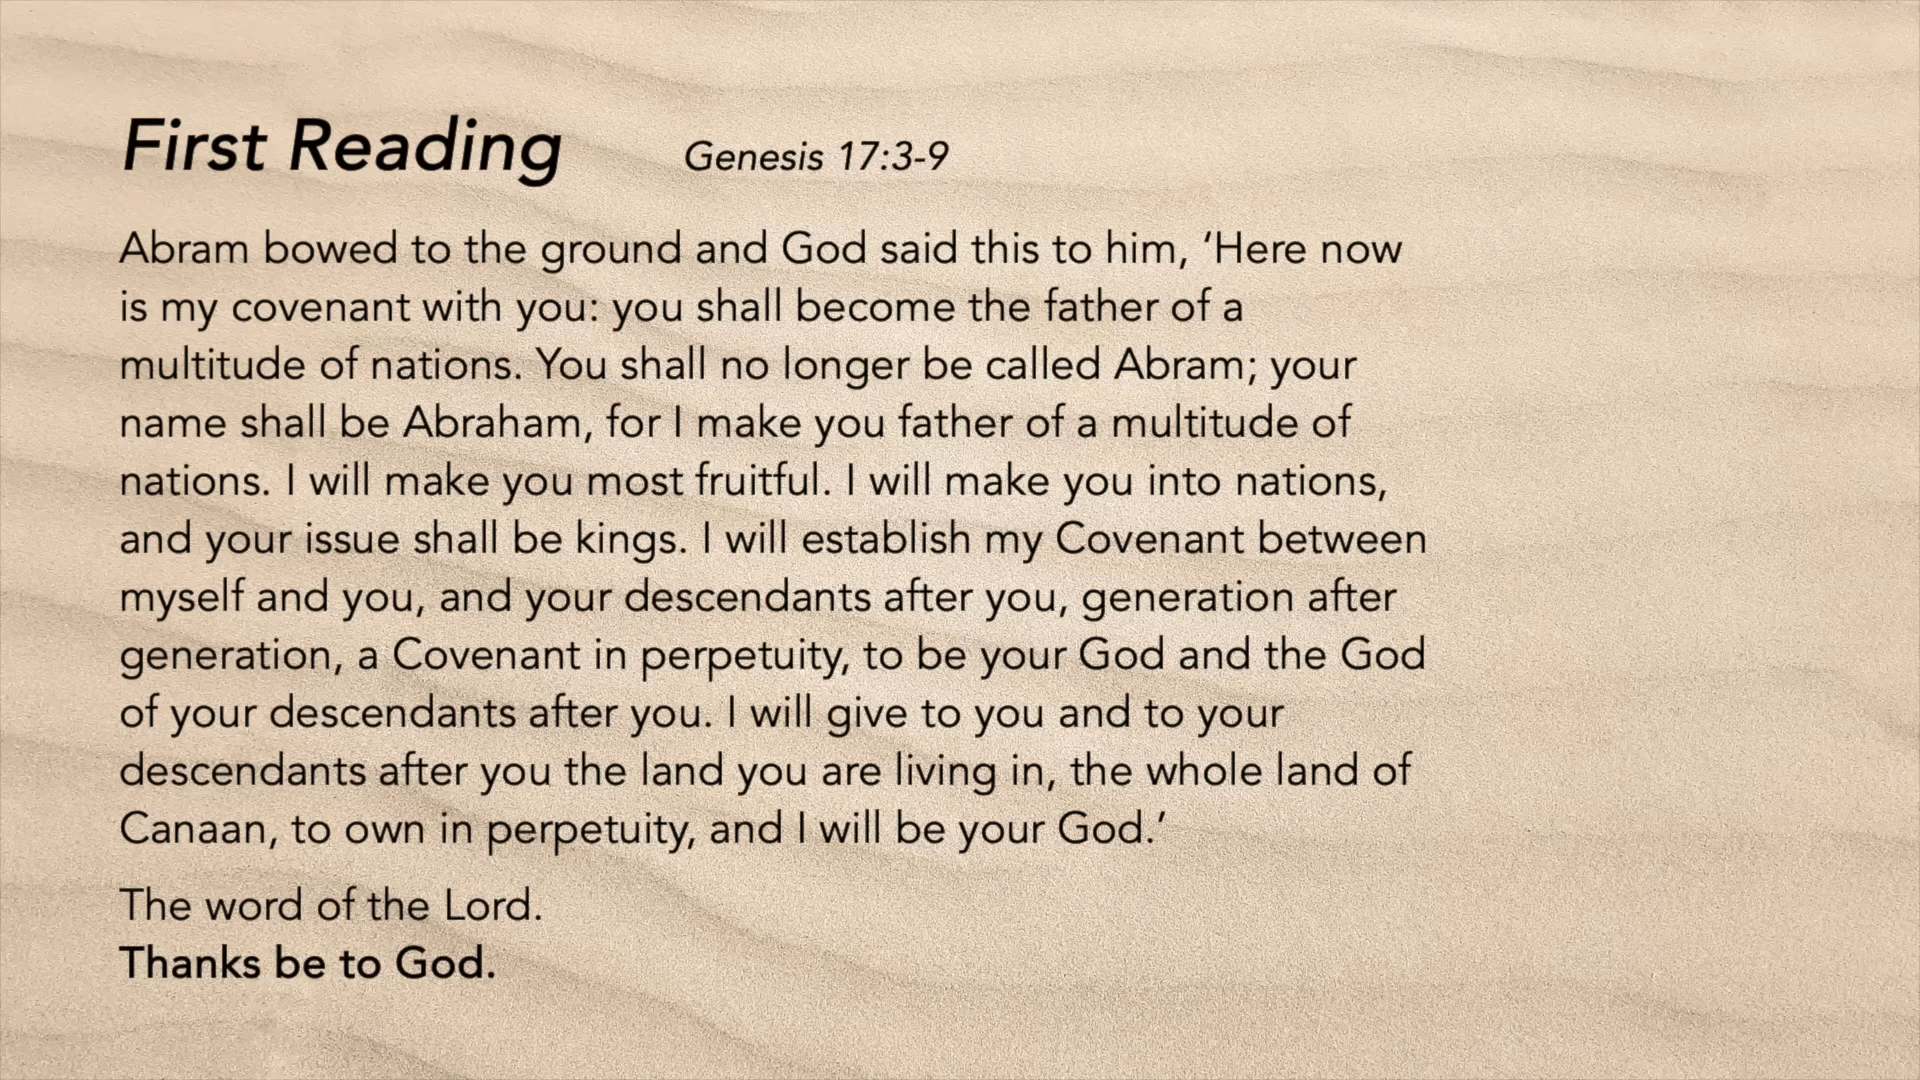 First Reading Genesis 17:3-9
Abram bowed to the ground and God said this to him, ‘Here now
is my covenant with you: you shall become the father of a
multitude of nations. You shall no longer be called Abram; your
name shall be Abraham, for I make you father of a multitude of
nations. I will make you most fruitful. I will make you into nations,
and your issue shall be kings. I will establish my Covenant between
myself and you, and your descendants after you, generation after
generation, a Covenant in perpetuity, to be your God and the God
of your descendants after you. I will give to you and to your
descendants after you the land you are living in, the whole land of
Canaan, to own in perpetuity, and I will be your God.’
The word of the Lord.
Thanks be to God.